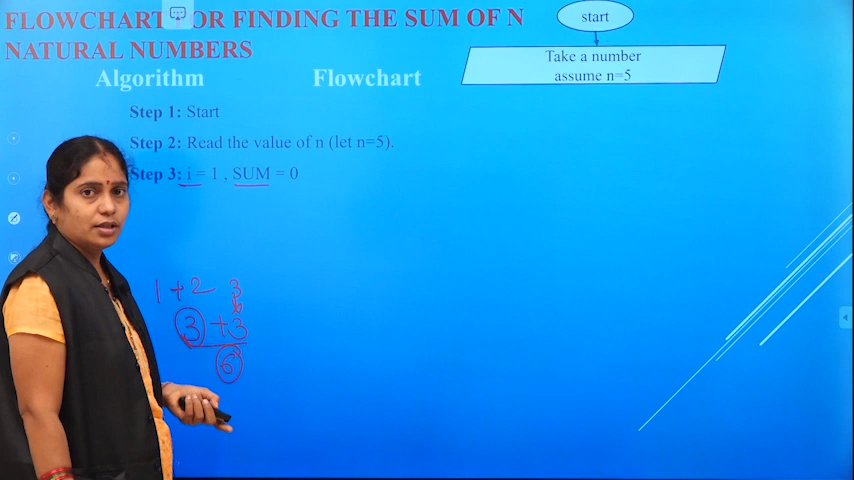 FLOWCHART FOR FINDING THE SUM OF N
NATURAL NUMBERS
start
Take a number
assume n=5
Algorithm Flowchart
Step 1: Start
Step 2: Read the value of n (let n=5).
Step 3: i = 1 , SUM = 0
1 + 2 3
3 + 3
6